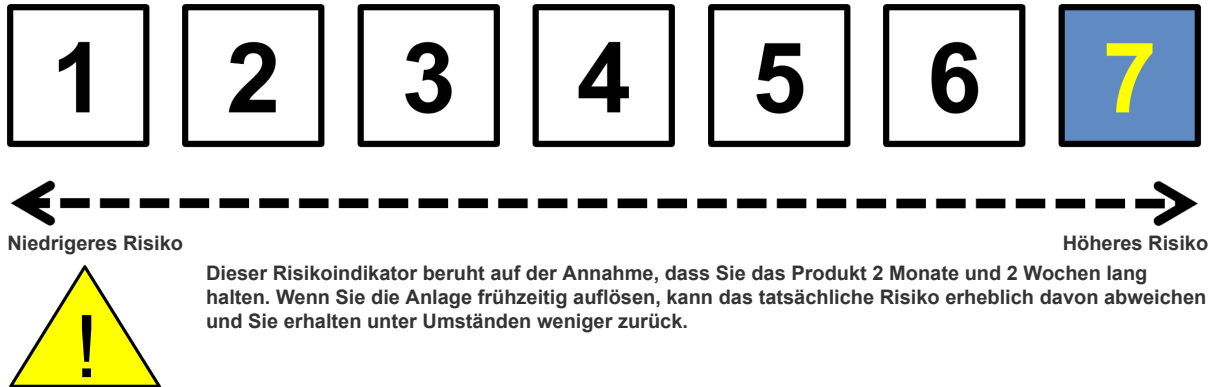 1 2 3 4 5 6 7
Niedrigeres Risiko Höheres Risiko
Dieser Risikoindikator beruht auf der Annahme, dass Sie das Produkt 2 Monate und 2 Wochen lang
halten. Wenn Sie die Anlage frühzeitig auflösen, kann das tatsächliche Risiko erheblich davon abweichen
und Sie erhalten unter Umständen weniger zurück.
!